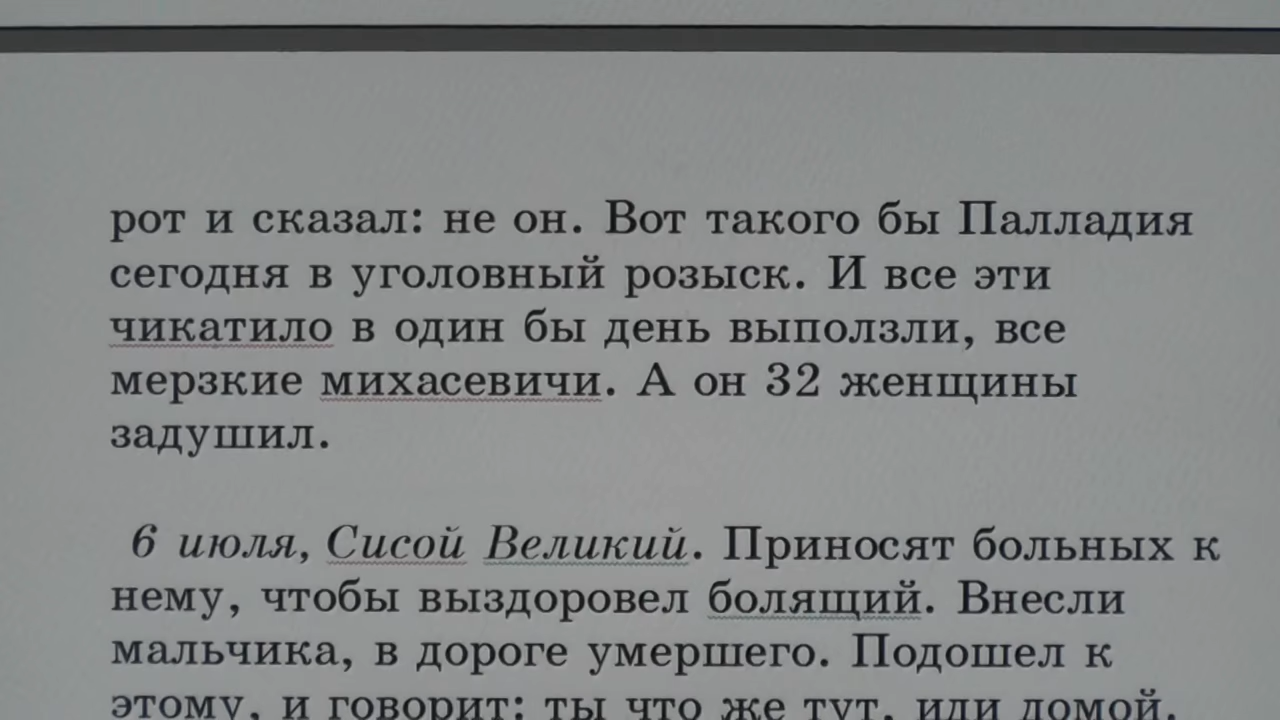 рот и сказал: не он. Вот такого бы Палладия
сегодня в уголовный розыск. И все эти
чикатило в один бы день выползли, все
мерзкие михасевичи. А он 32 женщины
задушил.
6 июля, Сисой Великий. Приносят больных к
нему, чтобы выздоровел болящий. Внесли
мальчика, в дороге умершего. Подошел к
этому, и говорит: ты что же тут, иди домой.